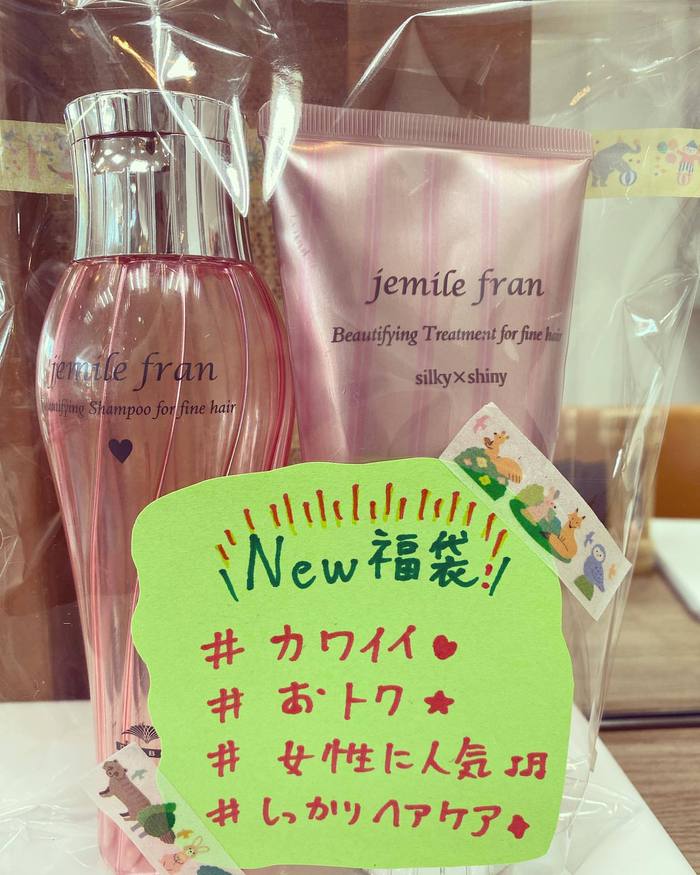 jemile fran
Beautifying Shampoo for fine hair
jemile fran
Beautifying Treatment for fine hair
silky×shiny
New福袋!!
# カワイイ♥
# おトク★
# 女性に人気♫♫
# しっかりヘアケア★